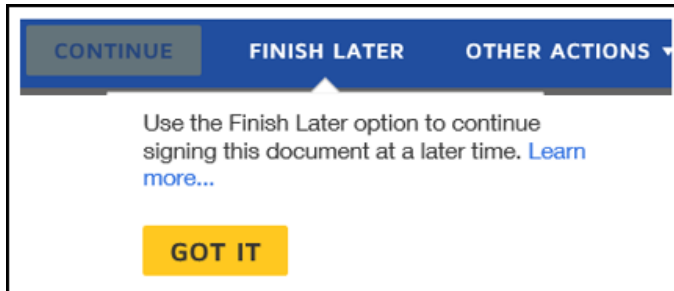 CONTINUE FINISH LATER OTHER ACTIONS
Use the Finish Later option to continue
signing this document at a later time. Learn
more...
GOT IT